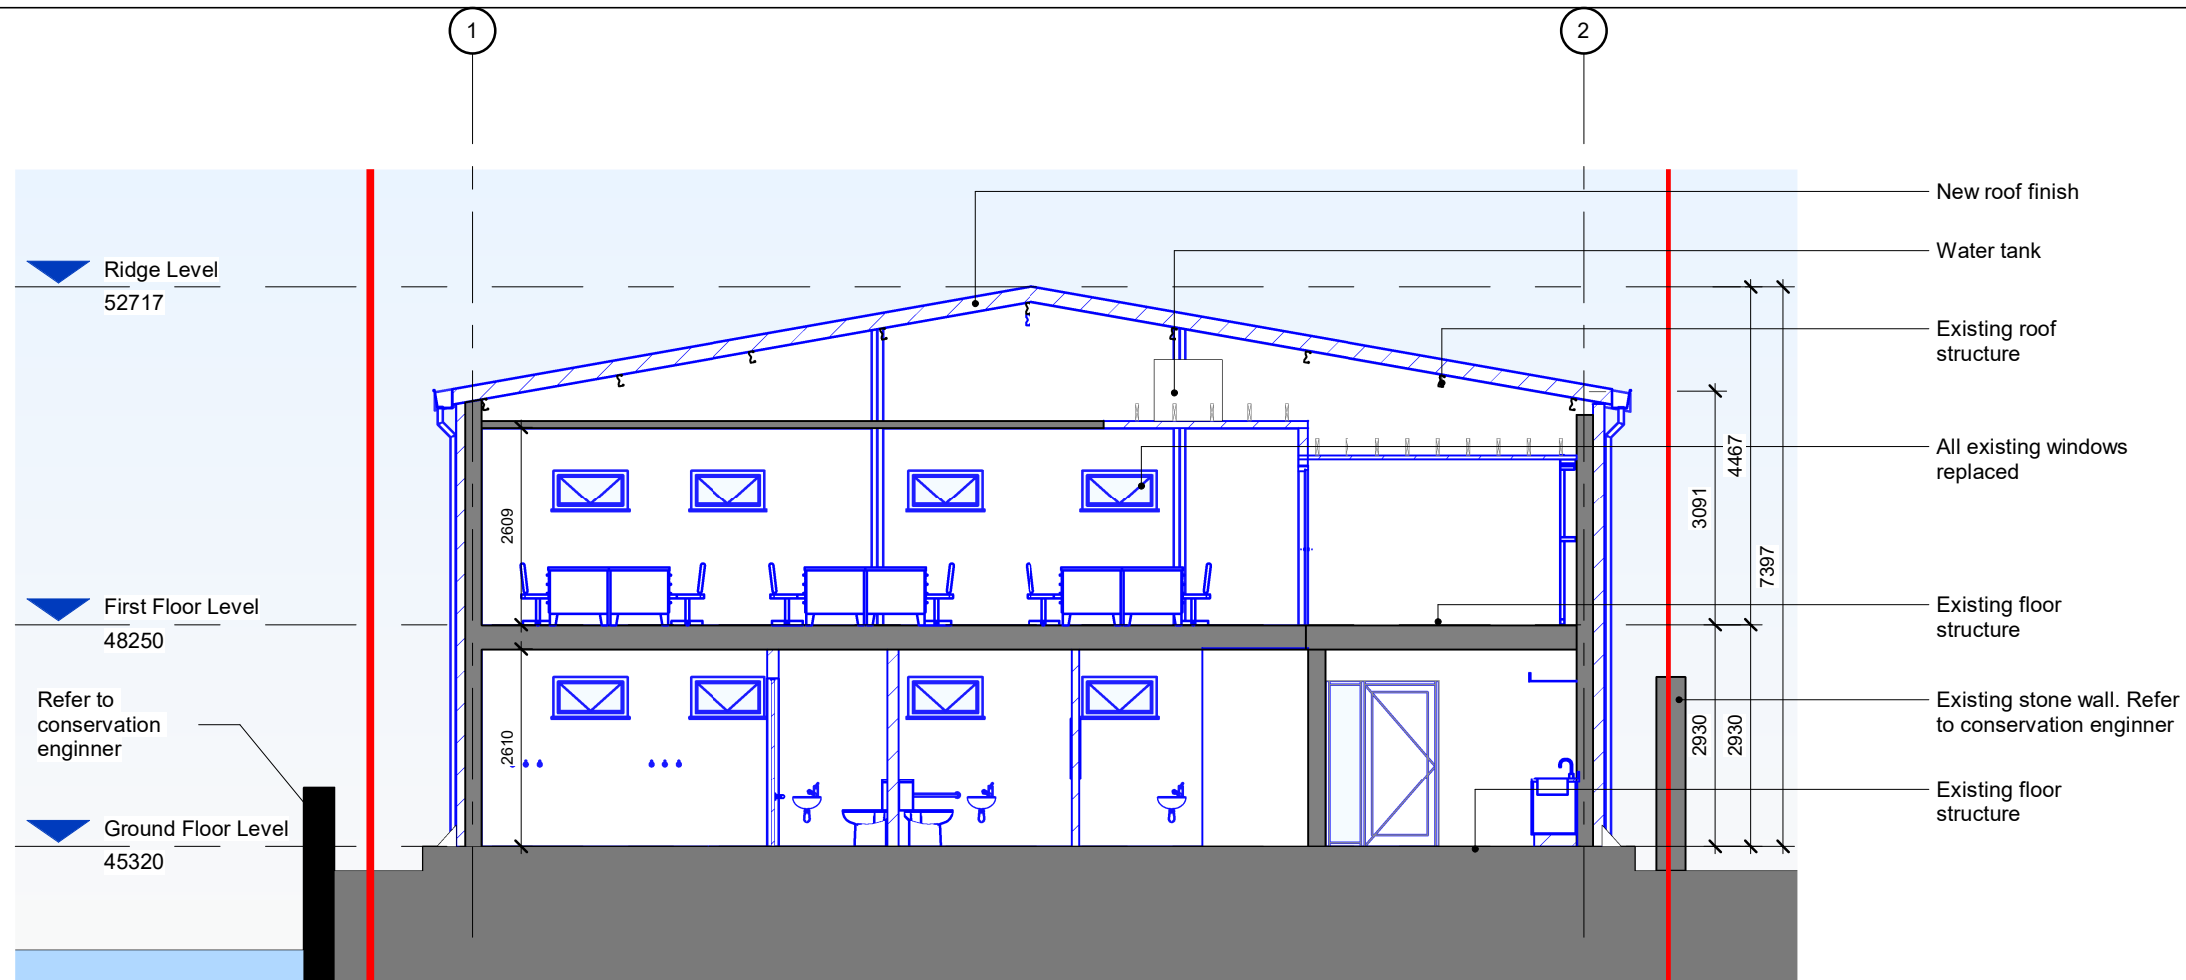 1
2
New roof finish
Water tank
Ridge Level
52717
Existing roof
structure
All existing windows
replaced
4467
3091
2609
7397
First Floor Level
48250
Existing floor
structure
Refer to
conservation
enginner
Existing stone wall. Refer
to conservation enginner
2610
2930
2930
Existing floor
structure
Ground Floor Level
45320